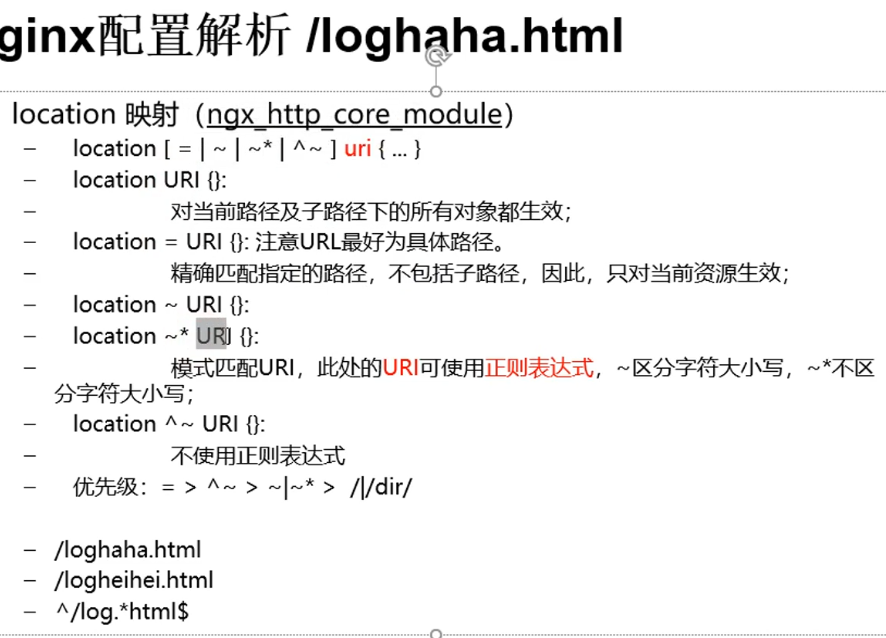 ginx配置解析 /loghaha.html
location 映射（ngx_http_core_module）
– location [ = | ~ | ~* | ^~ ] uri { ... }
– location URI {}:
– 对当前路径及子路径下的所有对象都生效；
– location = URI {}: 注意URL最好为具体路径。
– 精确匹配指定的路径，不包括子路径，因此，只对当前资源生效；
– location ~ URI {}:
– location ~* URI {}:
– 模式匹配URI，此处的URI可使用正则表达式，~区分字符大小写，~*不区
分字符大小写；
– location ^~ URI {}:
– 不使用正则表达式
– 优先级：= > ^~ > ~|~* > /|/dir/
– /loghaha.html
– /logheihei.html
– ^/log.*html$